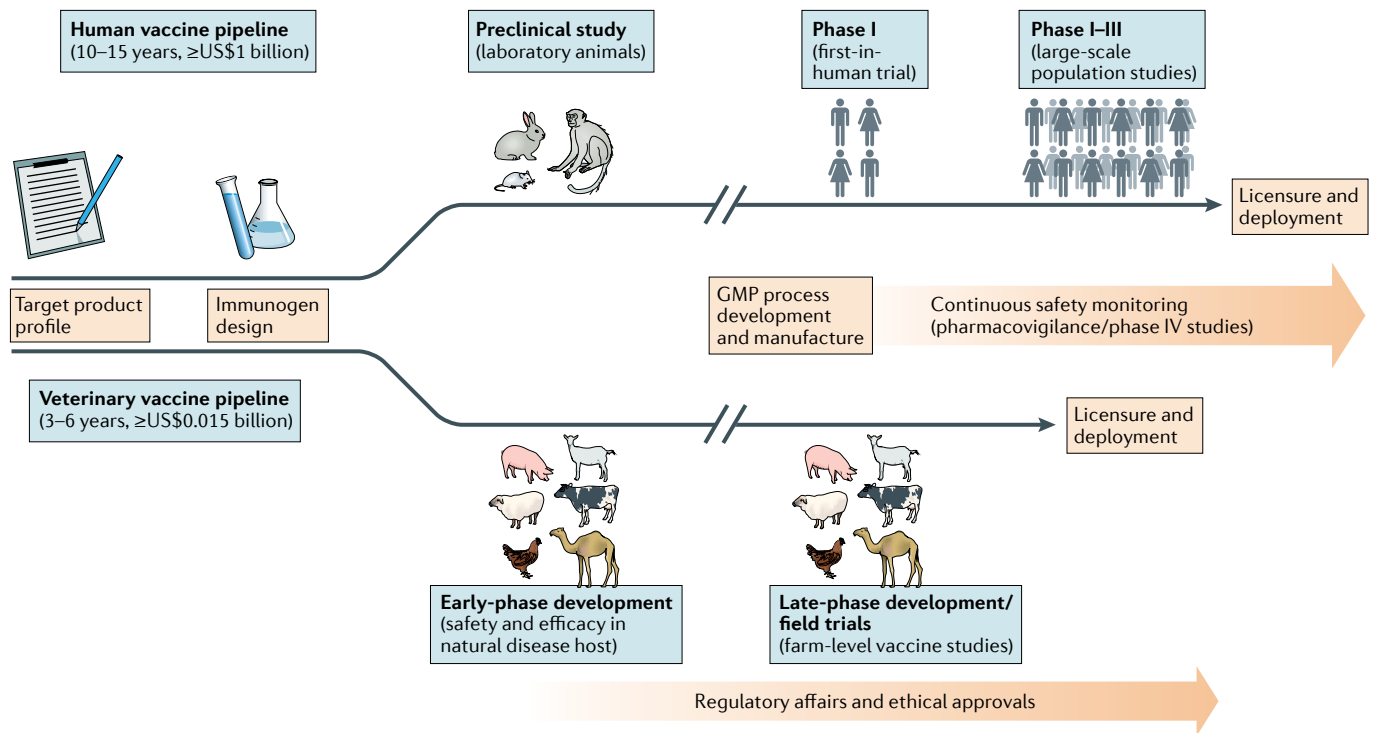 Human vaccine pipeline
(10–15 years, ≥US$1 billion)
Preclinical study
(laboratory animals)
Phase I
(first-in-
human trial)
Phase I–III
(large-scale
population studies)
Licensure and
deployment
Target product
profile
Immunogen
design
GMP process
development
and manufacture
Continuous safety monitoring
(pharmacovigilance/phase IV studies)
Veterinary vaccine pipeline
(3–6 years, ≥US$0.015 billion)
Licensure and
deployment
Early-phase development
(safety and efficacy in
natural disease host)
Late-phase development/
field trials
(farm-level vaccine studies)
Regulatory affairs and ethical approvals